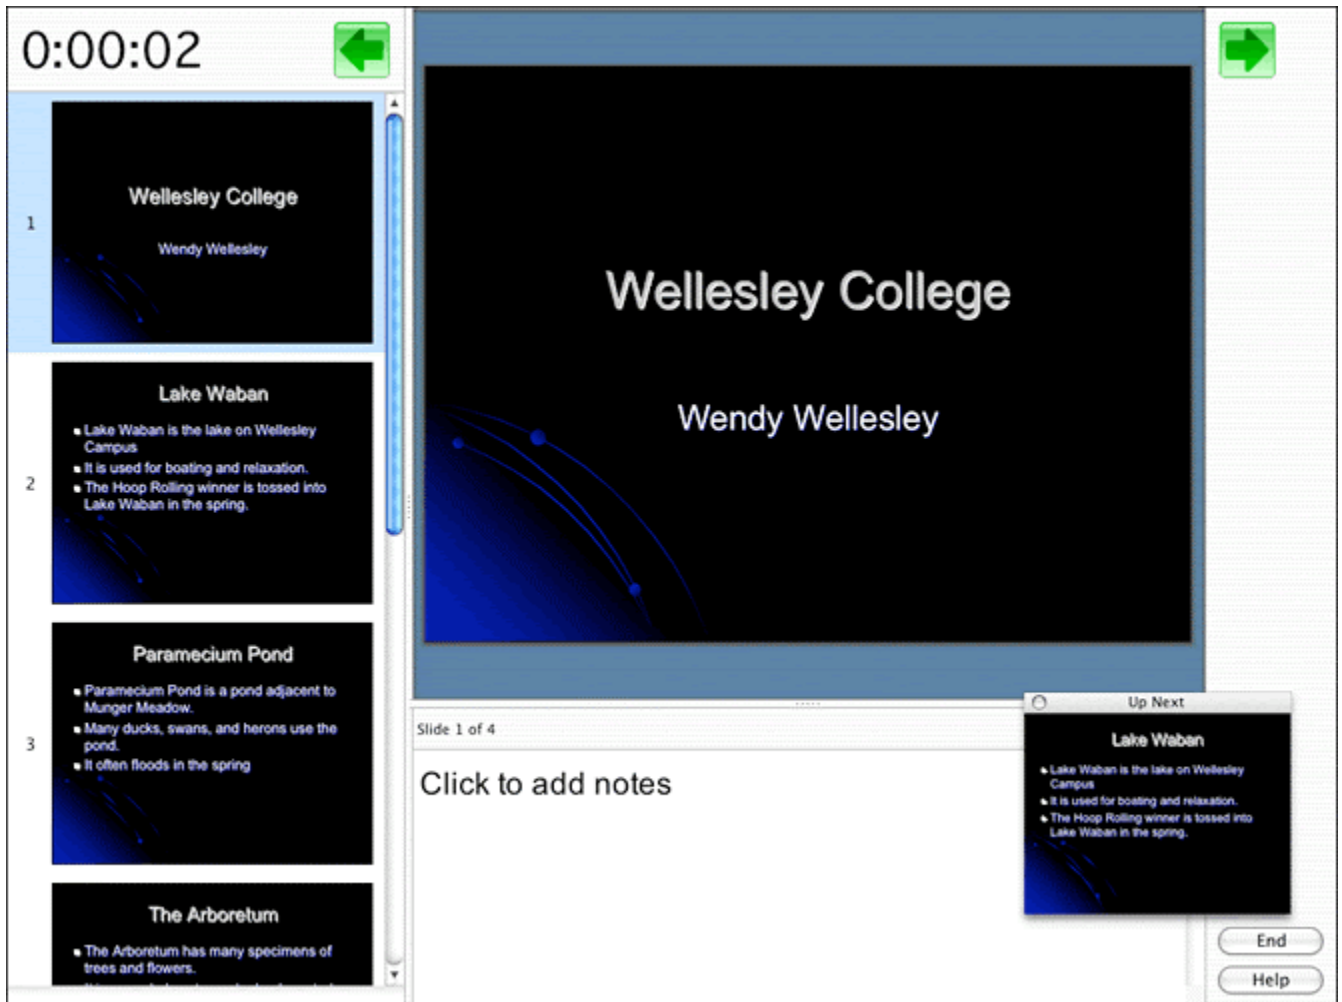 0:00:02
1
Wellesley College
Wendy Wellesley
2
Lake Waban
Lake Waban is the lake on Wellesley
Campus
It is used for boating and relaxation.
The Hoop Rolling winner is tossed into
Lake Waban in the spring.
3
Paramecium Pond
Paramecium Pond is a pond adjacent to
Munger Meadow.
Many ducks, swans, and herons use the
pond.
It often floods in the spring
The Arboretum
The Arboretum has many specimens of
trees and flowers.
Wellesley College
Wendy Wellesley
Slide 1 of 4
Click to add notes
Up Next
Lake Waban
Lake Waban is the lake on Wellesley
Campus
It is used for boating and relaxation.
The Hoop Rolling winner is tossed into
Lake Waban in the spring.
End
Help